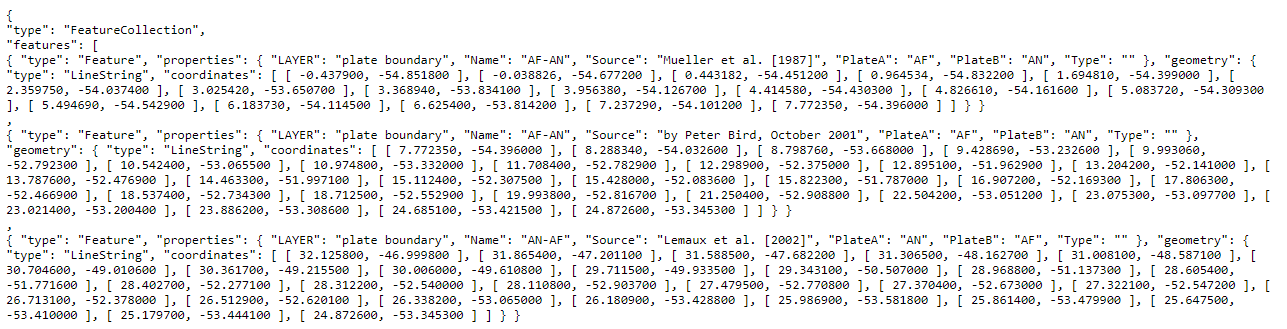 {
"type": "FeatureCollection",
"features": [
{ "type": "Feature", "properties": { "LAYER": "plate boundary", "Name": "AF-AN", "Source": "Mueller et al. [1987]", "PlateA": "AF", "PlateB": "AN", "Type": "" }, "geometry": {
"type": "LineString", "coordinates": [ [ -0.437900, -54.851800 ], [ -0.038826, -54.677200 ], [ 0.443182, -54.451200 ], [ 0.964534, -54.832200 ], [ 1.694810, -54.399000 ], [
2.359750, -54.037400 ], [ 3.025420, -53.650700 ], [ 3.368940, -53.834100 ], [ 3.956380, -54.126700 ], [ 4.414580, -54.430300 ], [ 4.826610, -54.161600 ], [ 5.083720, -54.309300
], [ 5.494690, -54.542900 ], [ 6.183730, -54.114500 ], [ 6.625400, -53.814200 ], [ 7.237290, -54.101200 ], [ 7.772350, -54.396000 ] ] } }
,
{ "type": "Feature", "properties": { "LAYER": "plate boundary", "Name": "AF-AN", "Source": "by Peter Bird, October 2001", "PlateA": "AF", "PlateB": "AN", "Type": "" },
"geometry": { "type": "LineString", "coordinates": [ [ 7.772350, -54.396000 ], [ 8.288340, -54.032600 ], [ 8.798760, -53.668000 ], [ 9.428690, -53.232600 ], [ 9.993060,
-52.792300 ], [ 10.542400, -53.065500 ], [ 10.974800, -53.332000 ], [ 11.708400, -52.782900 ], [ 12.298900, -52.375000 ], [ 12.895100, -51.962900 ], [ 13.204200, -52.141000 ], [
13.787600, -52.476900 ], [ 14.463300, -51.997100 ], [ 15.112400, -52.307500 ], [ 15.428000, -52.083600 ], [ 15.822300, -51.787000 ], [ 16.907200, -52.169300 ], [ 17.806300,
-52.466900 ], [ 18.537400, -52.734300 ], [ 18.712500, -52.552900 ], [ 19.993800, -52.816700 ], [ 21.250400, -52.908800 ], [ 22.504200, -53.051200 ], [ 23.075300, -53.097700 ], [
23.021400, -53.200400 ], [ 23.886200, -53.308600 ], [ 24.685100, -53.421500 ], [ 24.872600, -53.345300 ] ] } }
,
{ "type": "Feature", "properties": { "LAYER": "plate boundary", "Name": "AN-AF", "Source": "Lemaux et al. [2002]", "PlateA": "AN", "PlateB": "AF", "Type": "" }, "geometry": {
"type": "LineString", "coordinates": [ [ 32.125800, -46.999800 ], [ 31.865400, -47.201100 ], [ 31.588500, -47.682200 ], [ 31.306500, -48.162700 ], [ 31.008100, -48.587100 ], [
30.704600, -49.010600 ], [ 30.361700, -49.215500 ], [ 30.006000, -49.610800 ], [ 29.711500, -49.933500 ], [ 29.343100, -50.507000 ], [ 28.968800, -51.137300 ], [ 28.605400,
-51.771600 ], [ 28.402700, -52.277100 ], [ 28.312200, -52.540000 ], [ 28.110800, -52.903700 ], [ 27.479500, -52.770800 ], [ 27.370400, -52.673000 ], [ 27.322100, -52.547200 ], [
26.713100, -52.378000 ], [ 26.512900, -52.620100 ], [ 26.338200, -53.065000 ], [ 26.180900, -53.428800 ], [ 25.986900, -53.581800 ], [ 25.861400, -53.479900 ], [ 25.647500,
-53.410000 ], [ 25.179700, -53.444100 ], [ 24.872600, -53.345300 ] ] } }